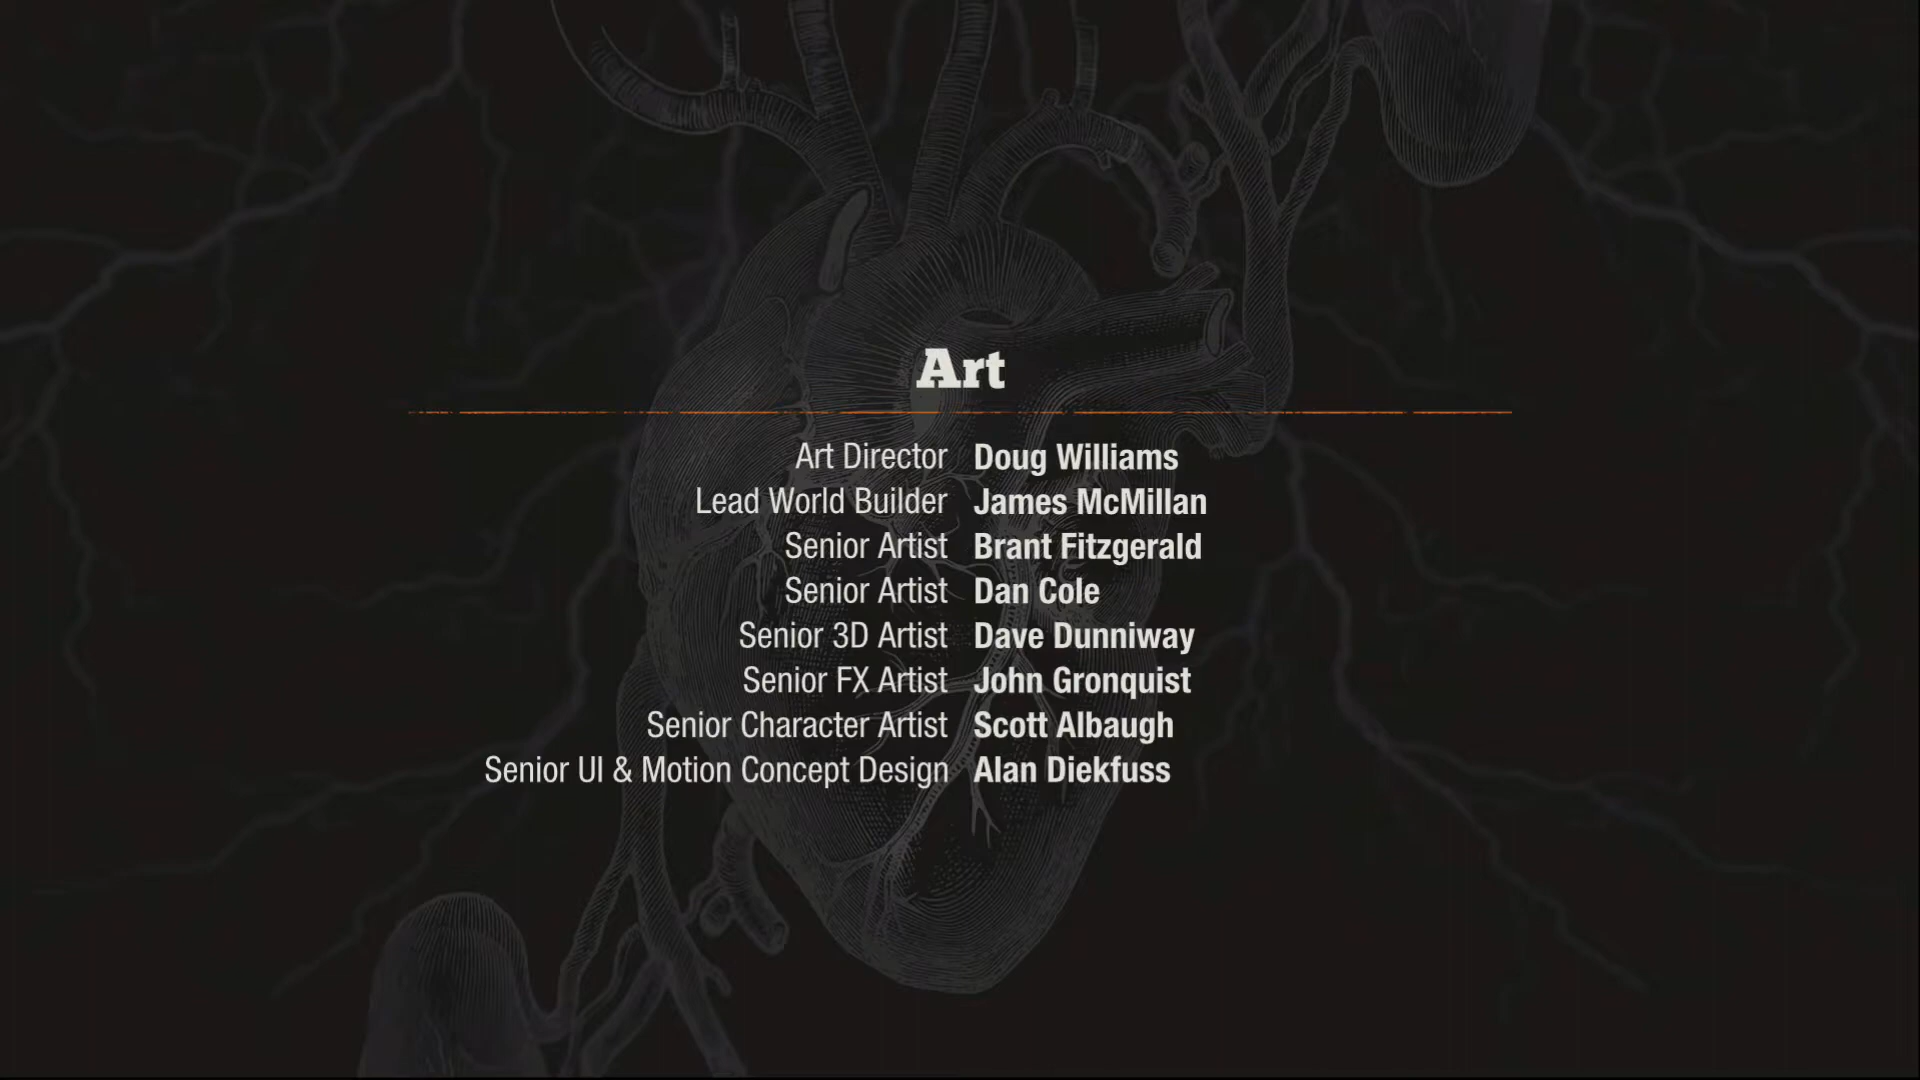 Art
Art Director Doug Williams
Lead World Builder James McMillan
Senior Artist Brant Fitzgerald
Senior Artist Dan Cole
Senior 3D Artist Dave Dunniway
Senior FX Artist John Gronquist
Senior Character Artist Scott Albaugh
Senior UI & Motion Concept Design Alan Diekfuss